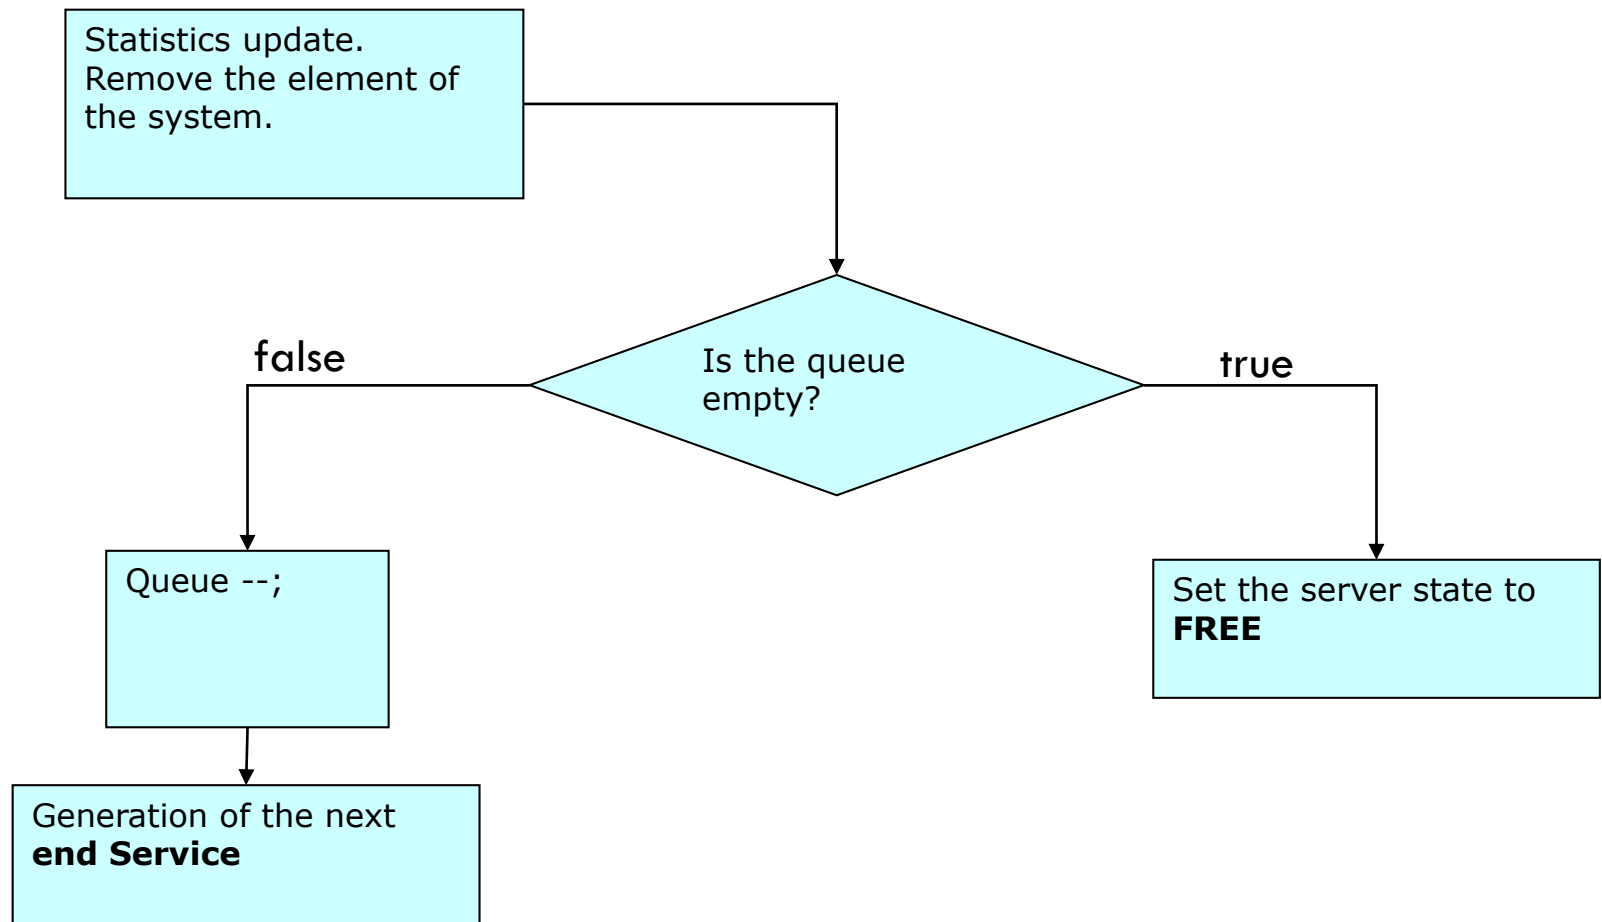 Statistics update.
Remove the element of
the system.
Is the queue
empty?
false
true
Queue --;
Set the server state to
FREE
Generation of the next
end Service